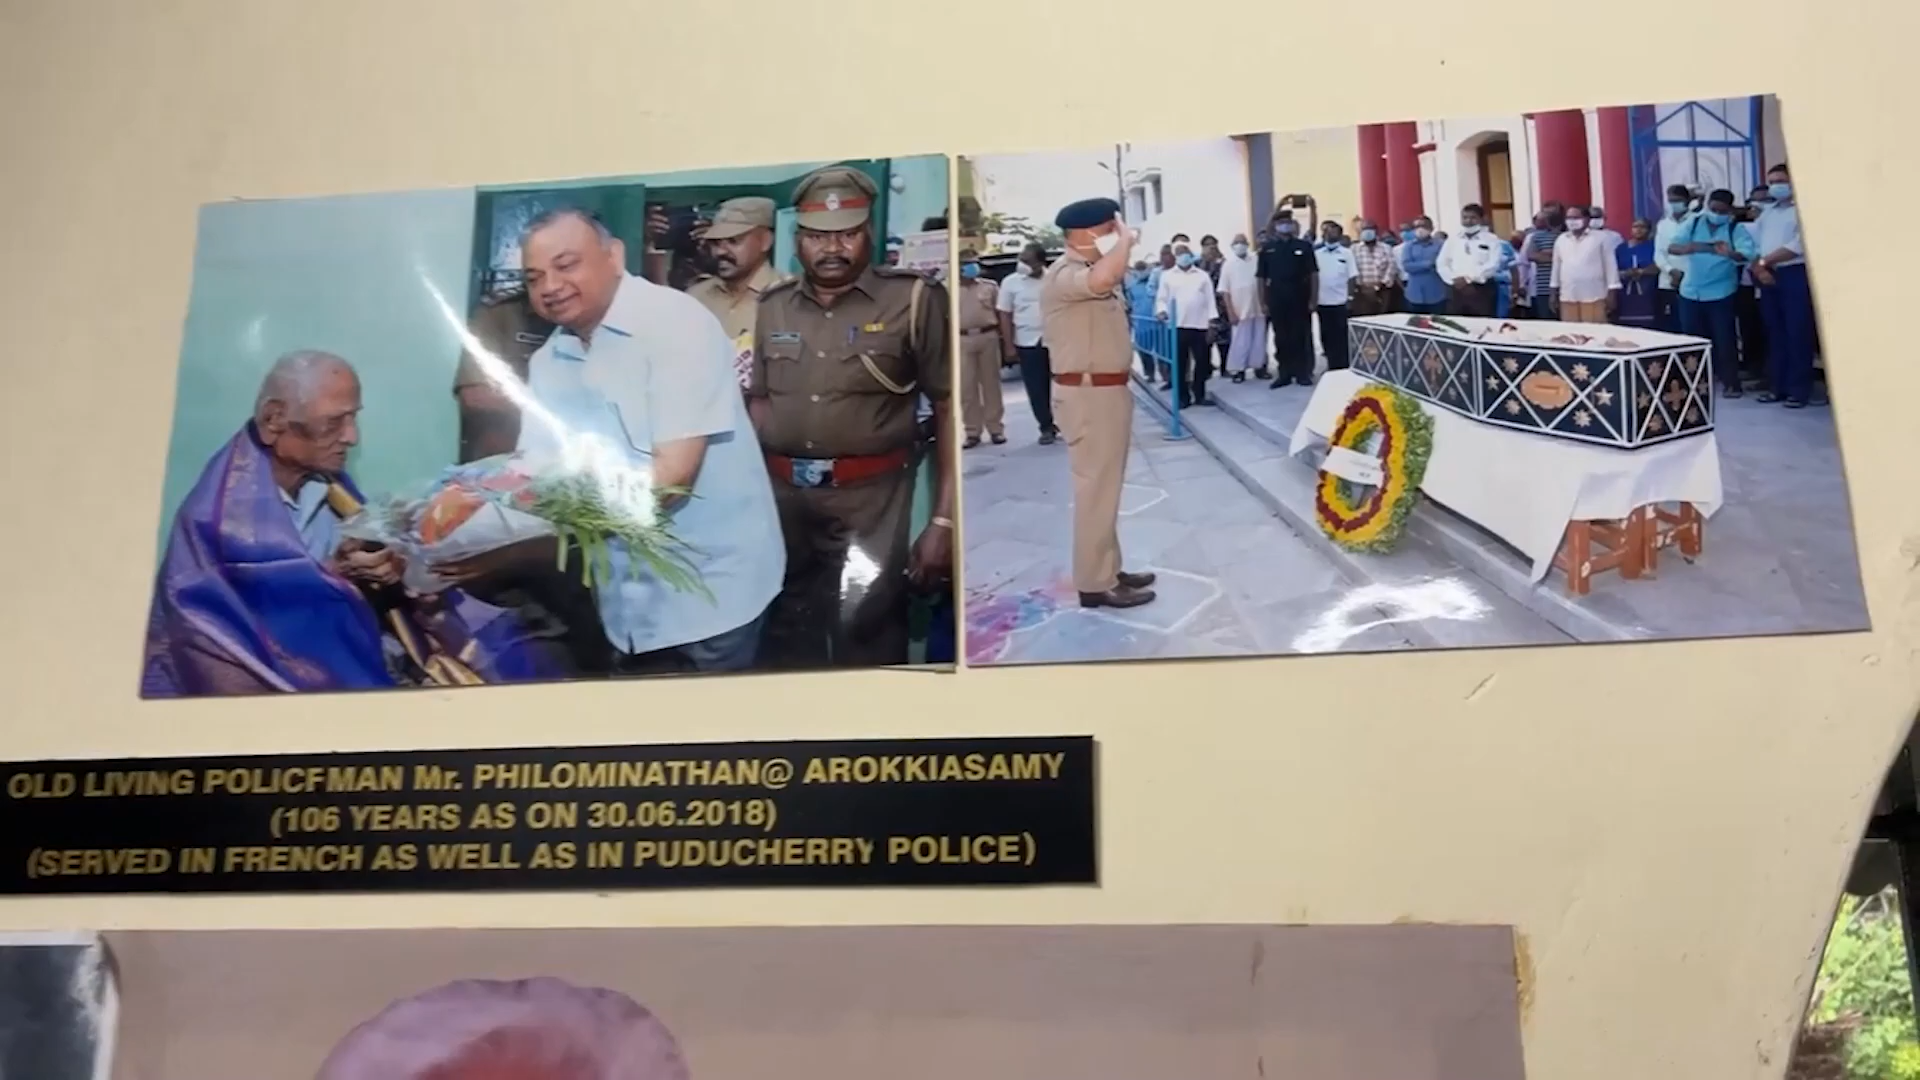 OLD LIVING POLICFMAN Mr. PHILOMINATHAN@ AROKKIASAMY
(106 YEARS AS ON 30.06.2018)
(SERVED IN FRENCH AS WELL AS IN PUDUCHERRY POLICE)